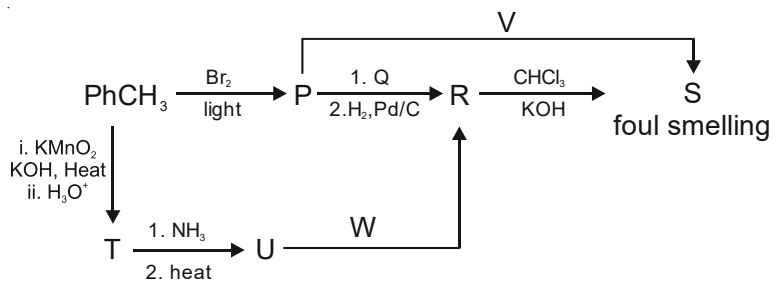 V
PhCH₃ Br₂ light P 1. Q 2.H₂,Pd/C R CHCl₃ KOH S
foul smelling
i. KMnO₂
KOH, Heat
ii. H₃O⁺
T 1. NH₃ 2. heat U W